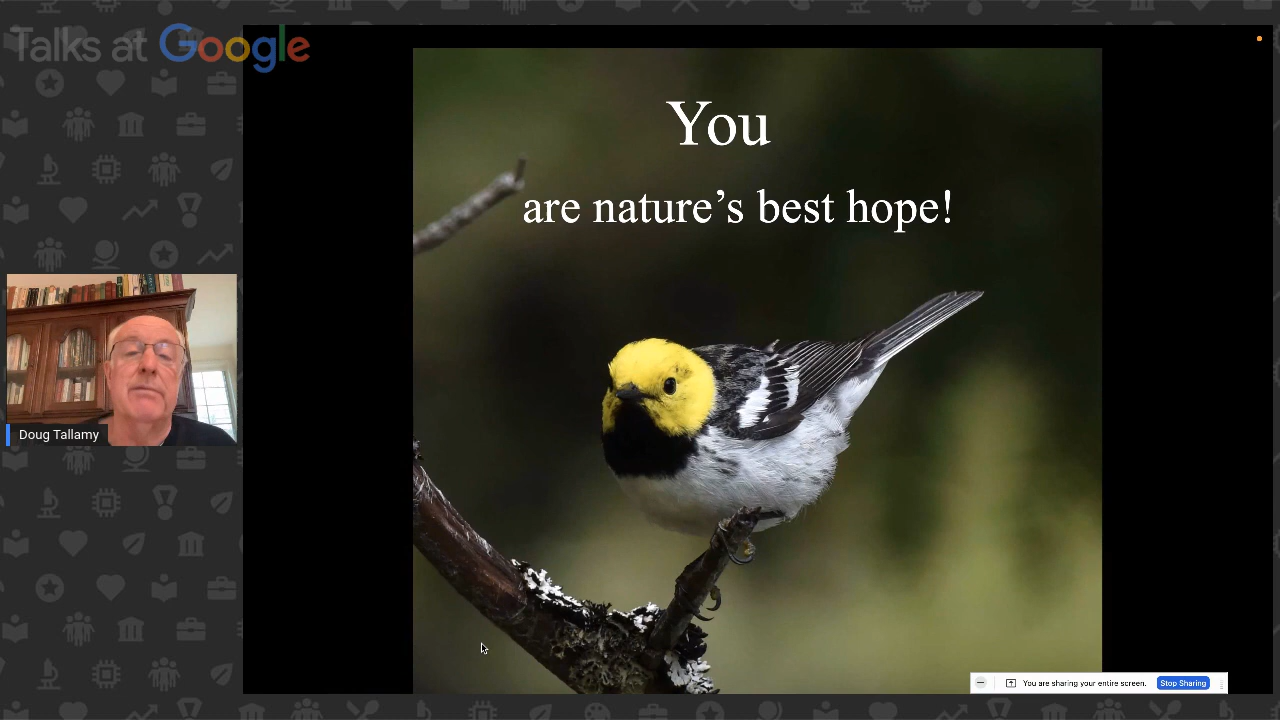 Talks at Google
You
are nature's best hope!
Doug Tallamy
You are sharing your entire screen.
Stop Sharing